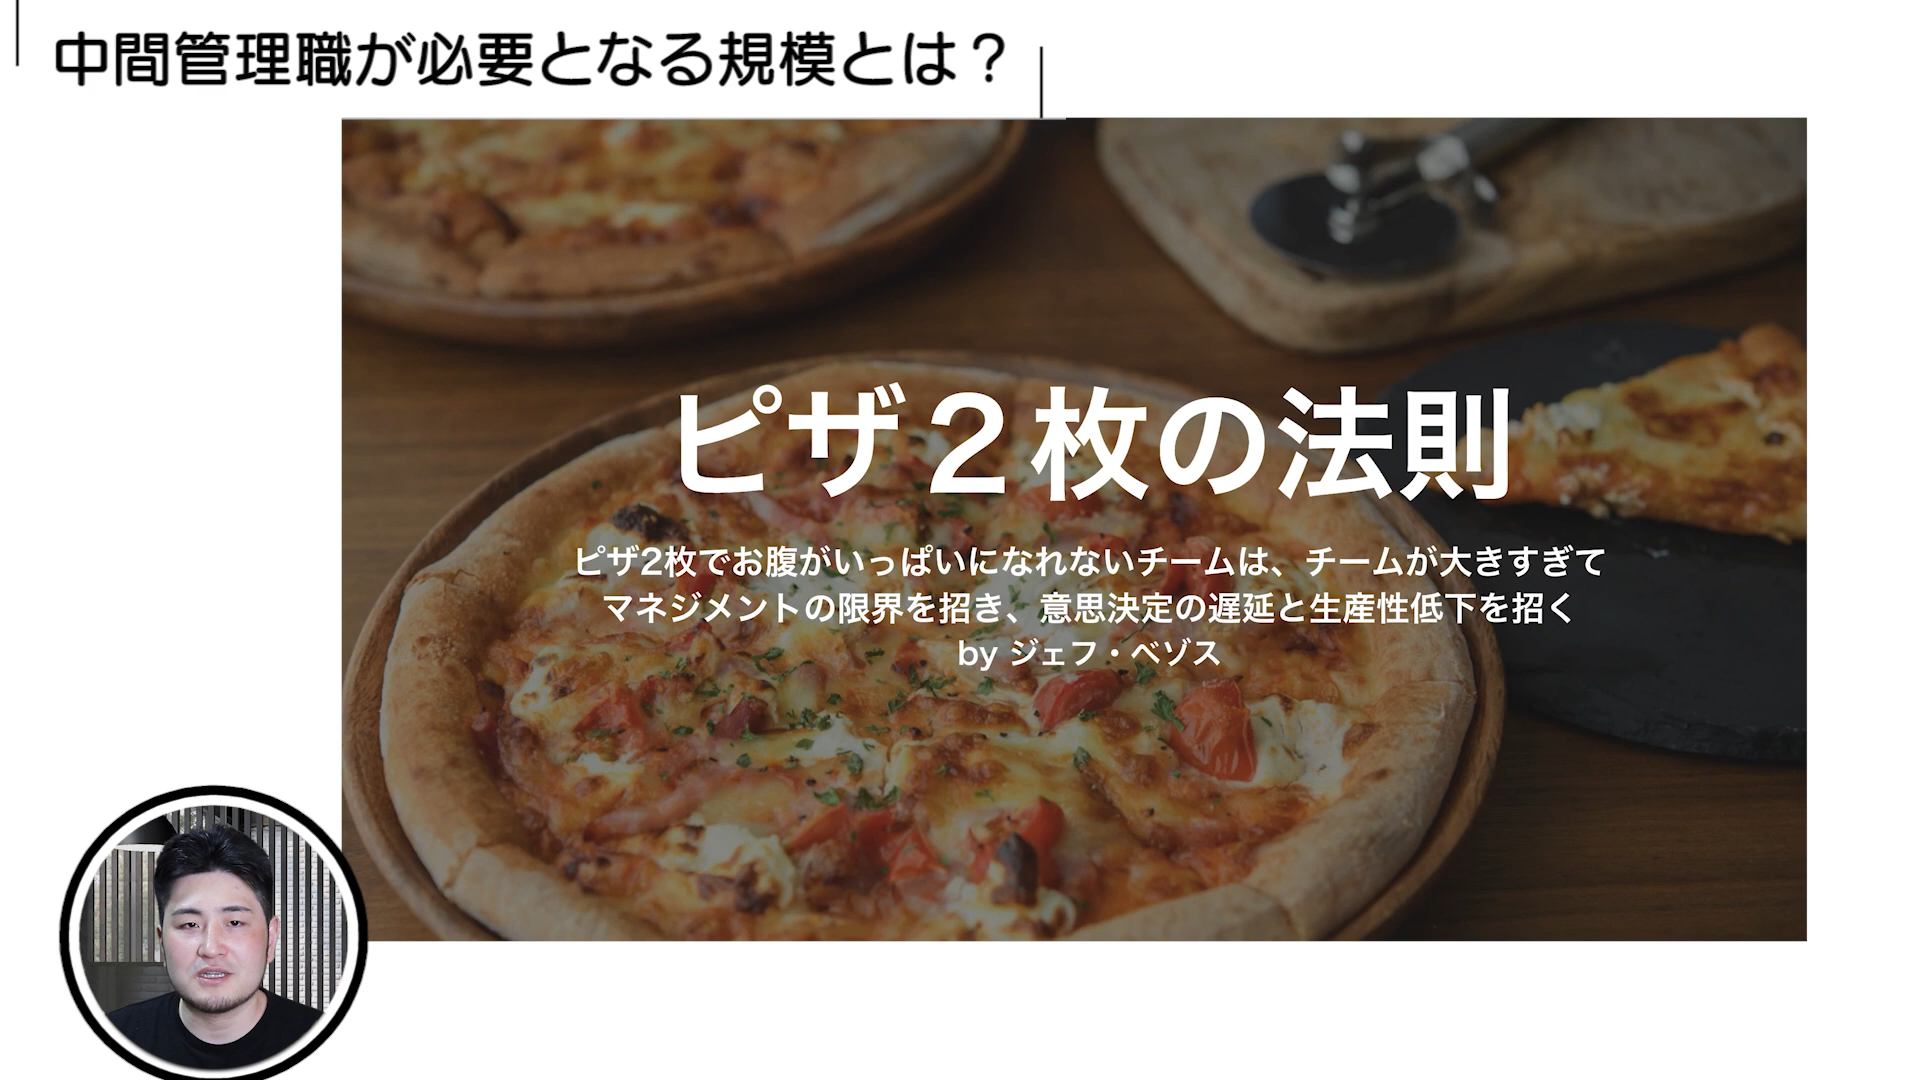 中間管理職が必要となる規模とは？
ピザ２枚の法則
ピザ2枚でお腹がいっぱいになれないチームは、チームが大きすぎて
マネジメントの限界を招き、意思決定の遅延と生産性低下を招く
by ジェフ・ベゾス